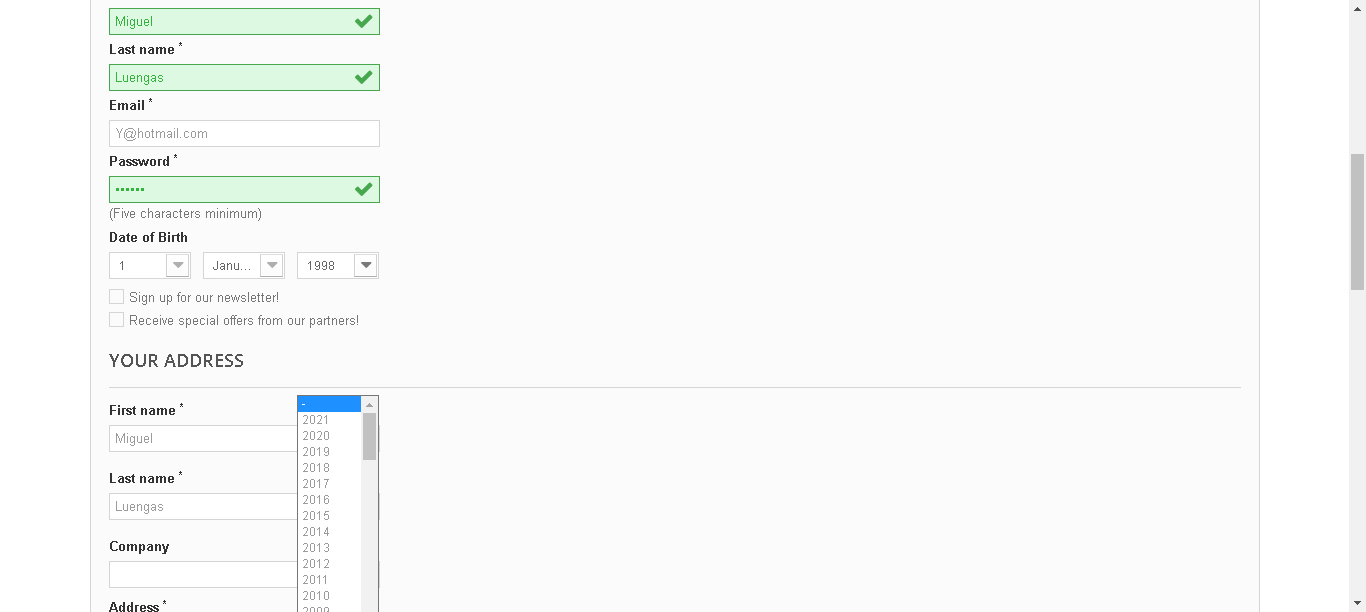 Miguel
Last name *
Luengas
Email *
Y@hotmail.com
Password *
••••••
(Five characters minimum)
Date of Birth
1 Janu... 1998
Sign up for our newsletter!
Receive special offers from our partners!
YOUR ADDRESS
First name *
Miguel
Last name *
Luengas
Company
Address *
-
2021
2020
2019
2018
2017
2016
2015
2014
2013
2012
2011
2010
2009